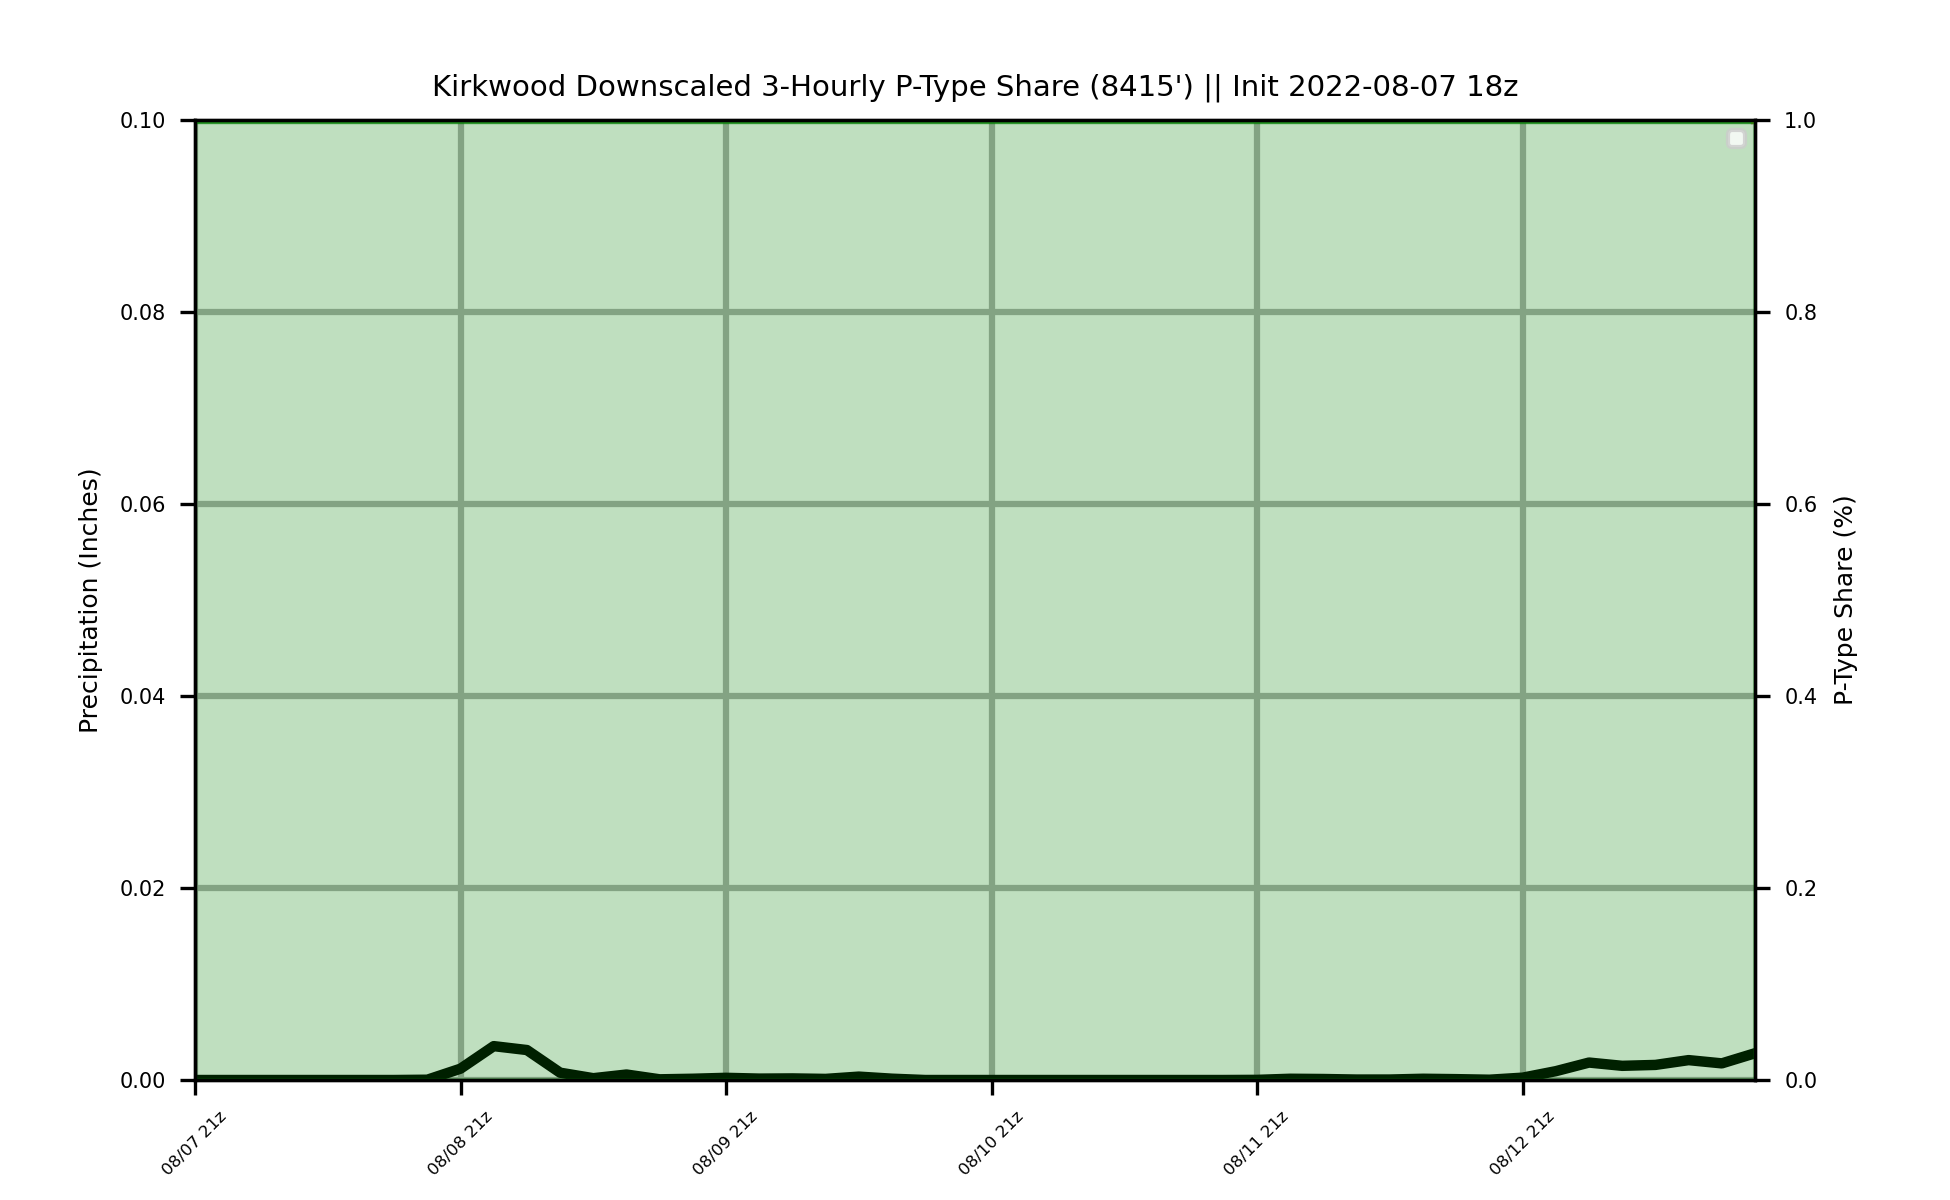 Kirkwood Downscaled 3-Hourly P-Type Share (8415') || Init 2022-08-07 18z
0.10
0.08
0.06
0.04
0.02
0.00
Precipitation (Inches)
1.0
0.8
0.6
0.4
0.2
0.0
P-Type Share (%)
08/07 21z
08/08 21z
08/09 21z
08/10 21z
08/11 21z
08/12 21z